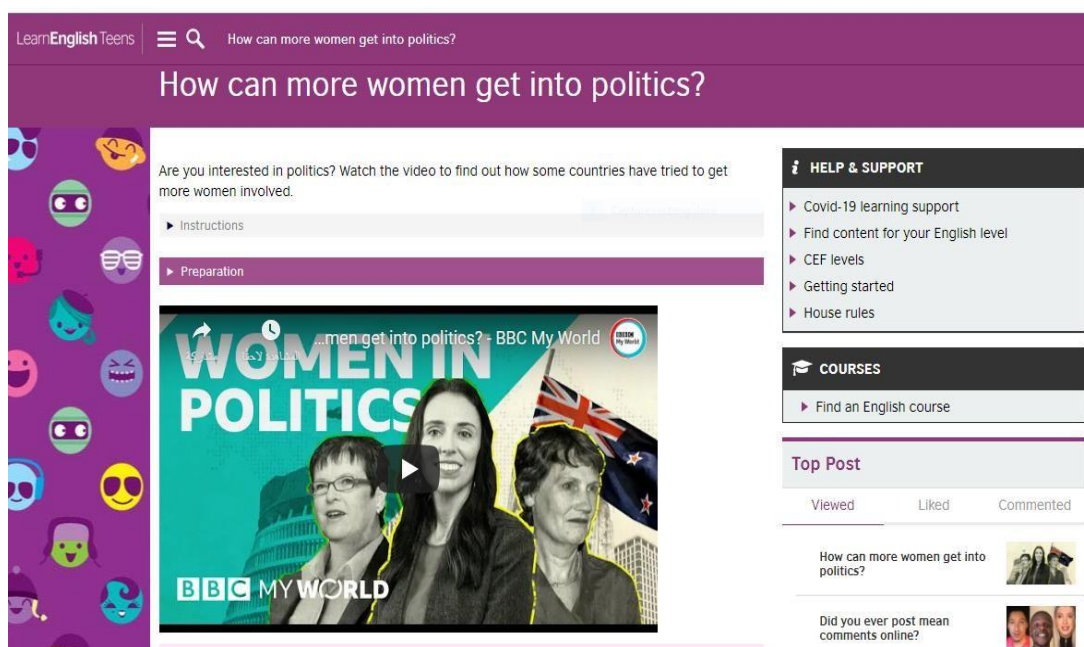 LearnEnglish Teens
How can more women get into politics?
How can more women get into politics?
Are you interested in politics? Watch the video to find out how some countries have tried to get
more women involved.
Instructions
Preparation
...men get into politics? - BBC My World
المشاهدة لاحقًا
مشاركة
WOMEN IN
POLITICS
BBC MY WORLD
HELP & SUPPORT
Covid-19 learning support
Find content for your English level
CEF levels
Getting started
House rules
COURSES
Find an English course
Top Post
Viewed Liked Commented
How can more women get into
politics?
Did you ever post mean
comments online?